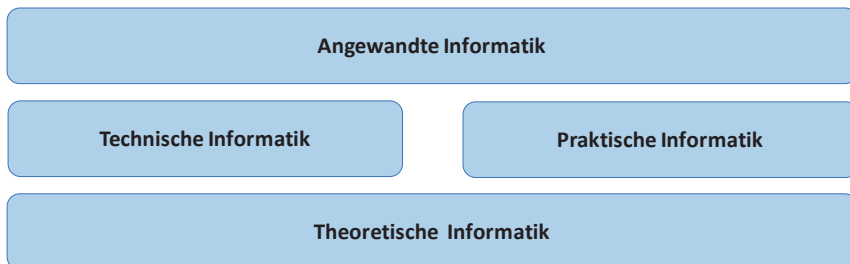 Angewandte Informatik
Technische Informatik
Praktische Informatik
Theoretische Informatik